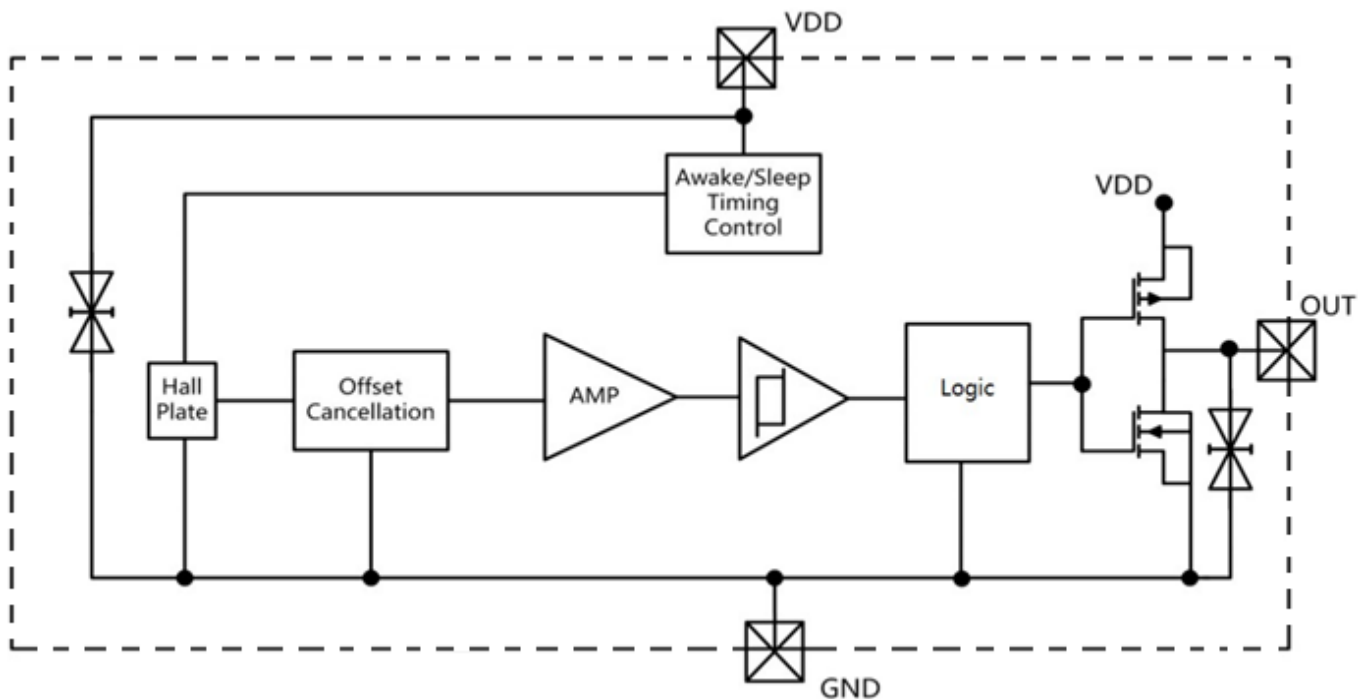 VDD
Awake/Sleep
Timing
Control
VDD
OUT
Hall
Plate
Offset
Cancellation
AMP
Logic
GND